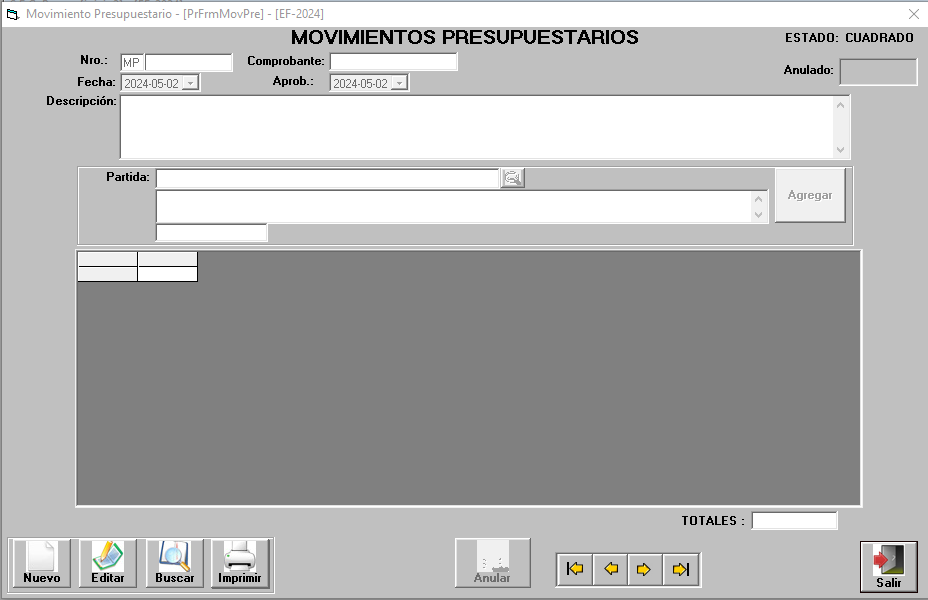 Movimiento Presupuestario - [PrFrmMovPre] - [EF-2024]
MOVIMIENTOS PRESUPUESTARIOS
ESTADO: CUADRADO
Nro.: MP Comprobante:
Anulado:
Fecha: 2024-05-02 Aprob.: 2024-05-02
Descripción:
Partida:
Agregar
TOTALES :
Nuevo Editar Buscar Imprimir Anular Salir